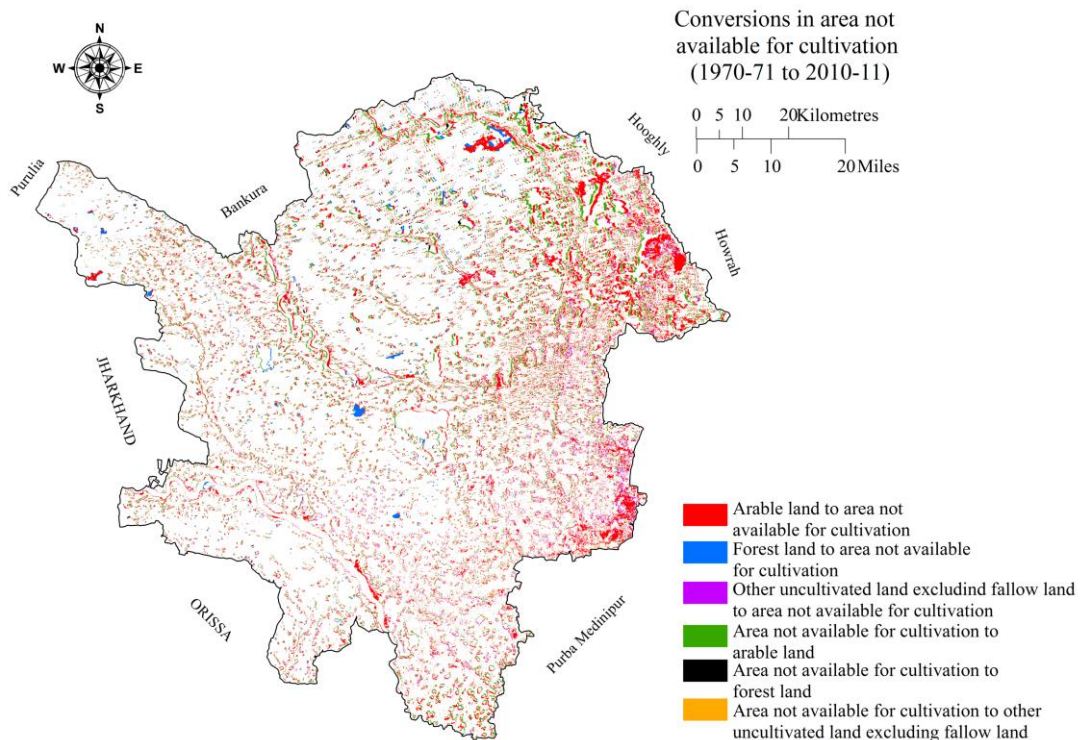 Conversions in area not
available for cultivation
(1970-71 to 2010-11)
N
W E
S
0 5 10 20Kilometres
0 5 10 20 Miles
Hooghly
Purulia
Bankura
Howrah
JHARKHAND
ORISSA
Purba Medinipur
Arable land to area not
available for cultivation
Forest land to area not available
for cultivation
Other uncultivated land excludind fallow land
to area not available for cultivation
Area not available for cultivation to
arable land
Area not available for cultivation to
forest land
Area not available for cultivation to other
uncultivated land excluding fallow land